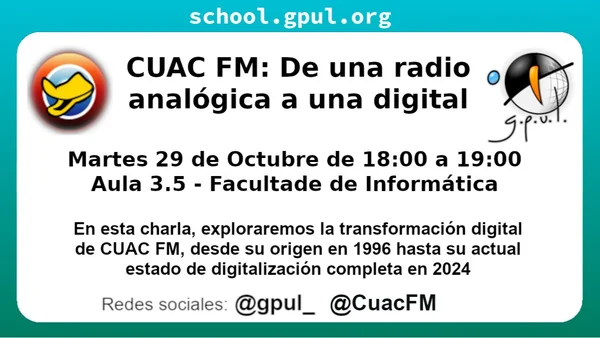 school.gpul.org
CUAC FM: De una radio
analógica a una digital
g.p.u.l.
Martes 29 de Octubre de 18:00 a 19:00
Aula 3.5 - Facultade de Informática
En esta charla, exploraremos la transformación digital
de CUAC FM, desde su origen en 1996 hasta su actual
estado de digitalización completa en 2024
Redes sociales: @gpul_ @CuacFM